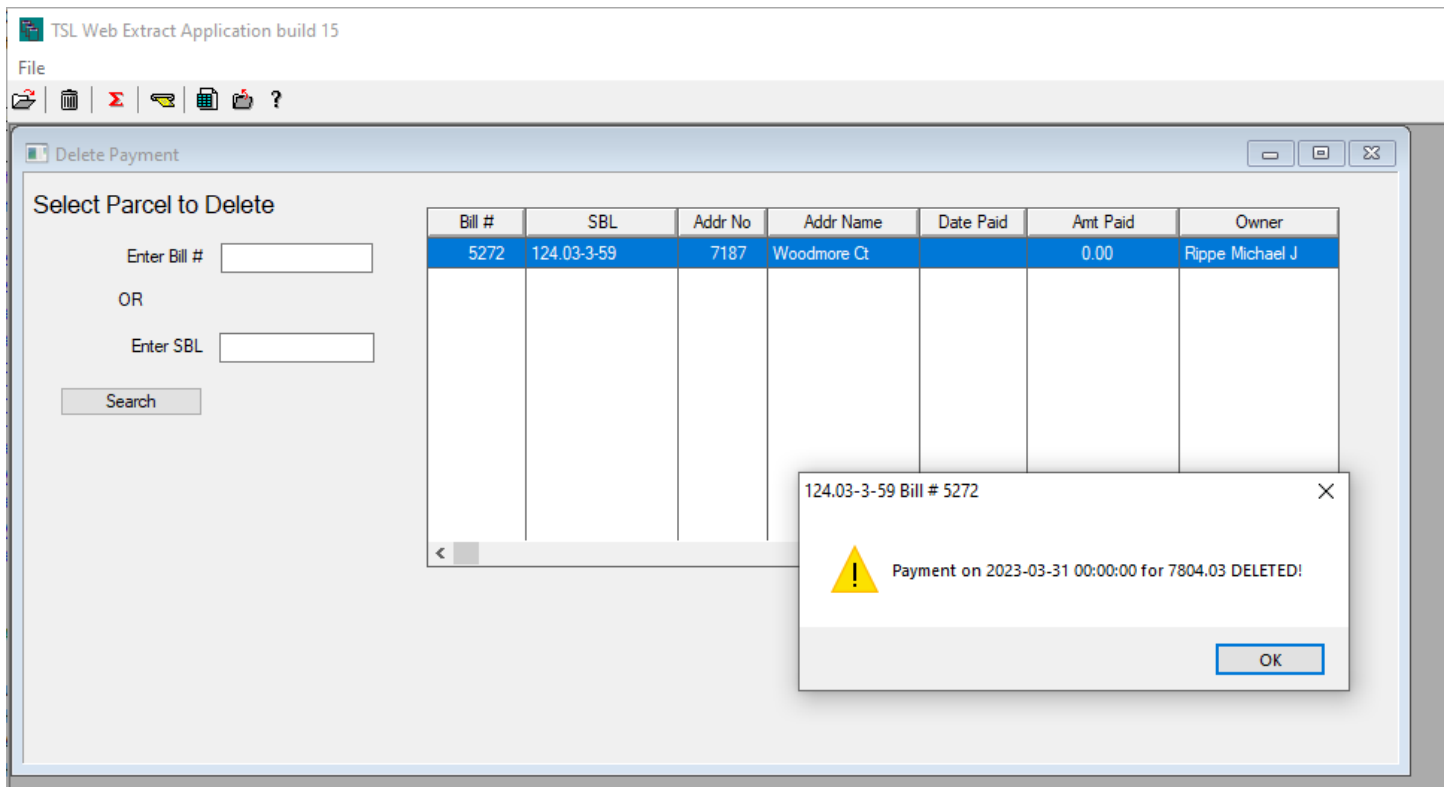 TSL Web Extract Application build 15
File
Delete Payment
Select Parcel to Delete
Enter Bill #
OR
Enter SBL
Search
Bill # SBL Addr No Addr Name Date Paid Amt Paid Owner
5272 124.03-3-59 7187 Woodmore Ct 0.00 Rippe Michael J
124.03-3-59 Bill # 5272
Payment on 2023-03-31 00:00:00 for 7804.03 DELETED!
OK